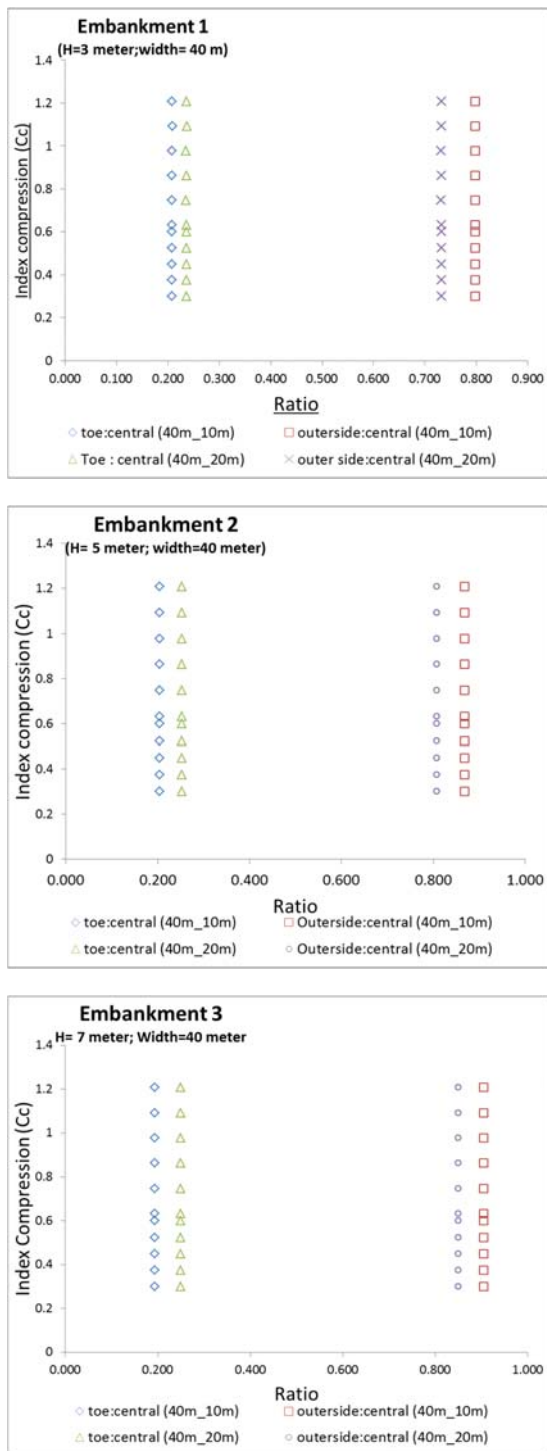 Embankment 1
(H=3 meter;width= 40 m)
1.4
1.2
1
0.8
0.6
0.4
0.2
0
Index compression (Cc)
0.000 0.100 0.200 0.300 0.400 0.500 0.600 0.700 0.800 0.900
Ratio
toe:central (40m_10m) outerside:central (40m_10m)
Toe : central (40m_20m) outer side:central (40m_20m)
Embankment 2
(H= 5 meter; width=40 meter)
1.4
1.2
1
0.8
0.6
0.4
0.2
0
Index compression (Cc)
0.000 0.200 0.400 0.600 0.800 1.000
Ratio
toe:central (40m_10m) Outerside:central (40m_10m)
toe:central (40m_20m) Outerside:central (40m_20m)
Embankment 3
H= 7 meter; Width=40 meter
1.4
1.2
1
0.8
0.6
0.4
0.2
0
Index Compression (Cc)
0.000 0.200 0.400 0.600 0.800 1.000
Ratio
toe:central (40m_10m) outerside:central (40m_10m)
toe:central (40m_20m) outerside:central (40m_20m)